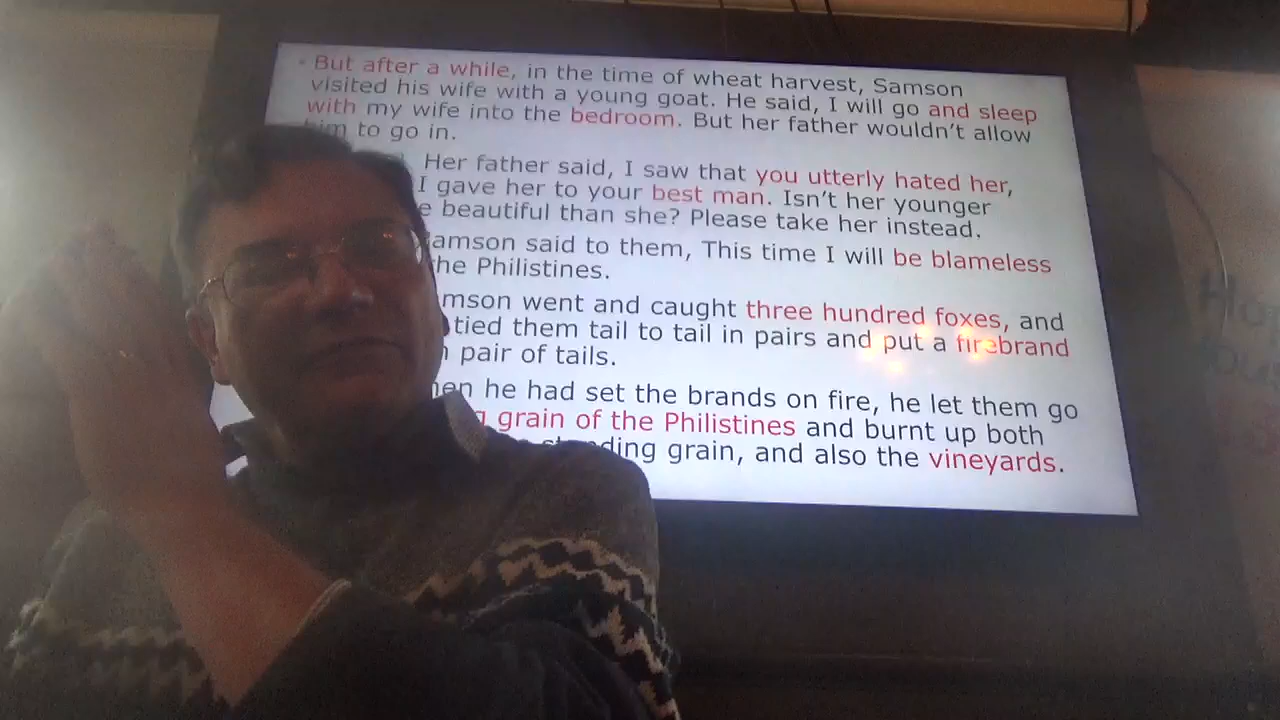 But after a while, in the time of wheat harvest, Samson
visited his wife with a young goat. He said, I will go and sleep
with my wife into the bedroom. But her father wouldn't allow
him to go in.
Her father said, I saw that you utterly hated her,
I gave her to your best man. Isn't her younger
beautiful than she? Please take her instead.
amson said to them, This time I will be blameless
he Philistines.
mson went and caught three hundred foxes, and
tied them tail to tail in pairs and put a firebrand
pair of tails.
en he had set the brands on fire, he let them go
grain of the Philistines and burnt up both
ding grain, and also the vineyards.